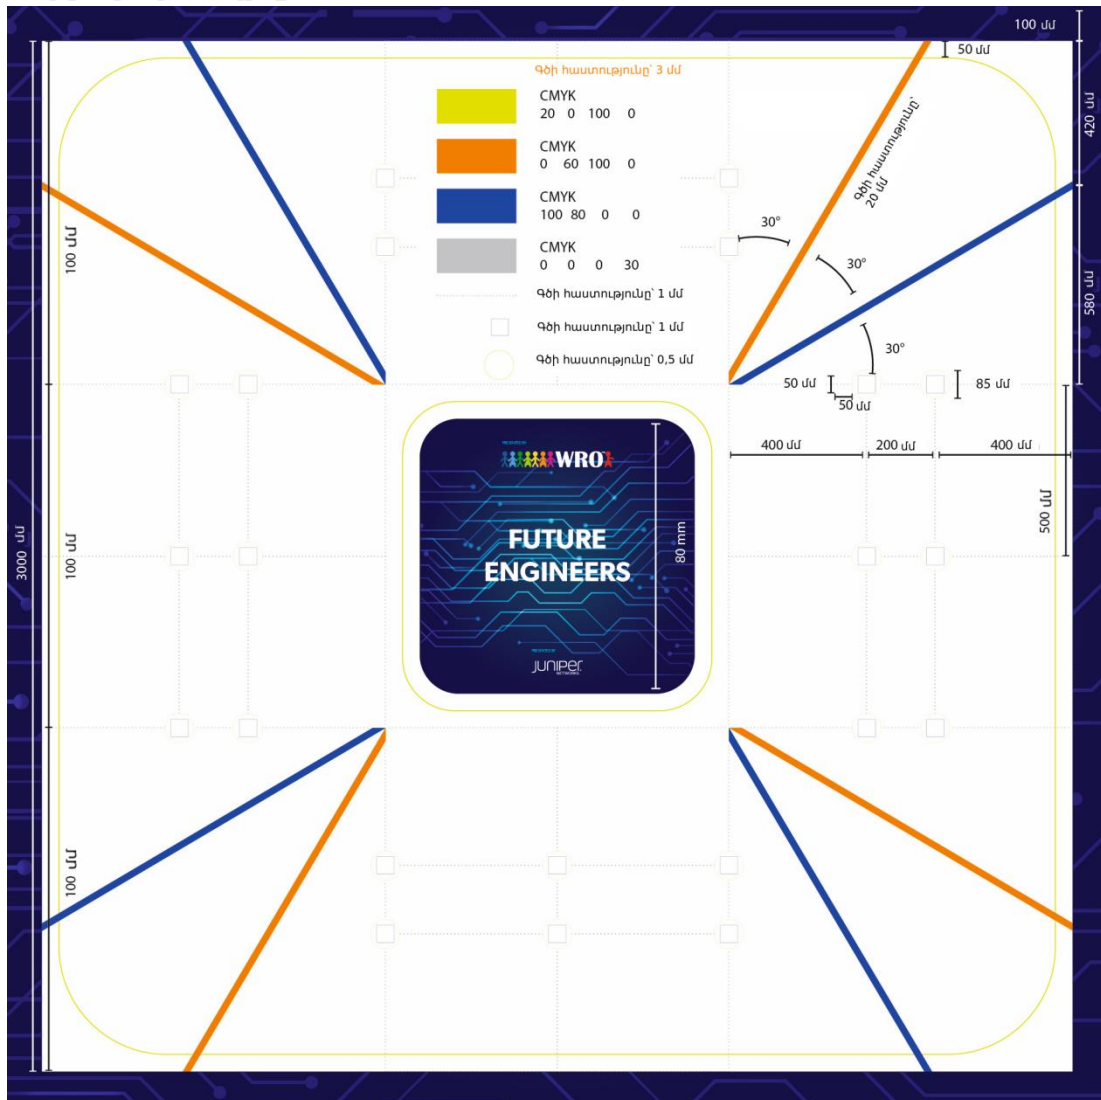 100 մմ
50 մմ
Գծի հաստությունը՝ 3 մմ
CMYK
20 0 100 0
CMYK
0 60 100 0
CMYK
100 80 0 0
CMYK
0 0 0 30
Գծի հաստությունը՝ 1 մմ
Գծի հաստությունը՝ 1 մմ
Գծի հաստությունը՝ 0,5 մմ
Գծի հաստությունը՝
20 մմ
420 մմ
30°
30°
30°
580 մմ
100 մմ
50 մմ
50 մմ
85 մմ
400 մմ
200 մմ
400 մմ
500 մմ
3000 մմ
100 մմ
100 մմ
WRO
FUTURE
ENGINEERS
80 mm
JUNIPER
NETWORKS